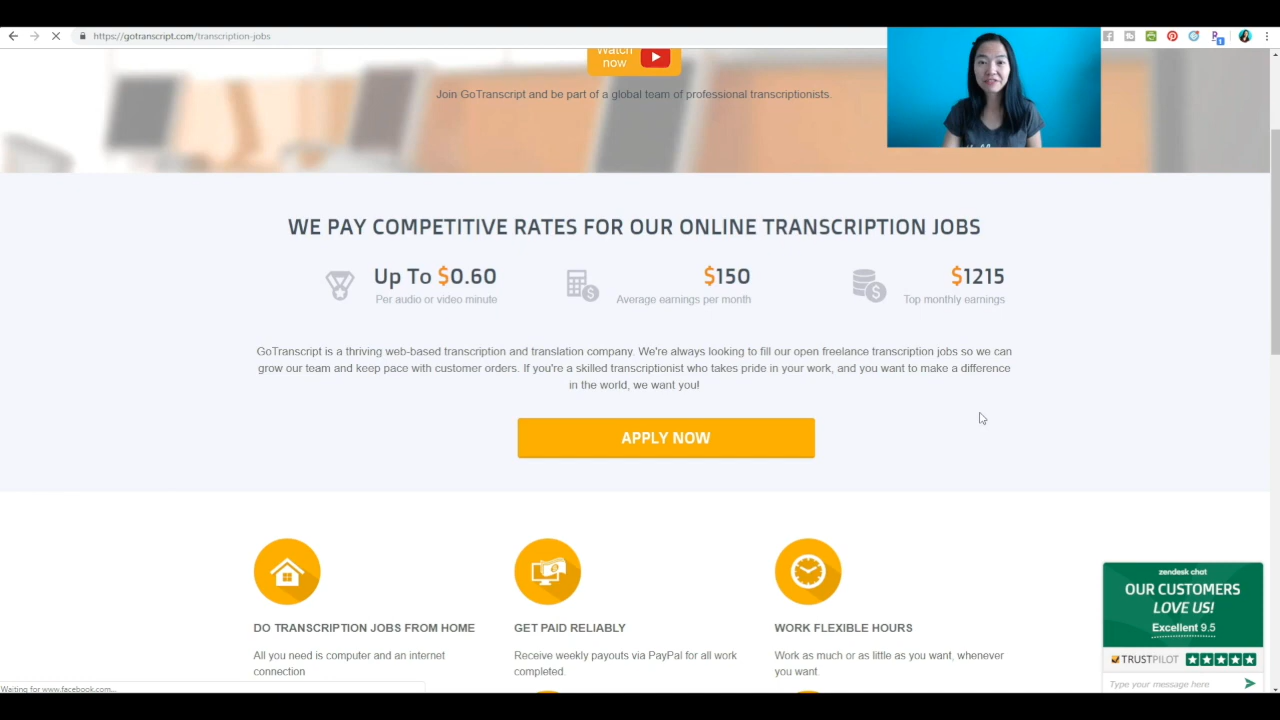 https://gotranscript.com/transcription-jobs
Watch
now
Join GoTranscript and be part of a global team of professional transcriptionists.
WE PAY COMPETITIVE RATES FOR OUR ONLINE TRANSCRIPTION JOBS
Up To $0.60
Per audio or video minute
$150
Average earnings per month
$1215
Top monthly earnings
GoTranscript is a thriving web-based transcription and translation company. We're always looking to fill our open freelance transcription jobs so we can
grow our team and keep pace with customer orders. If you're a skilled transcriptionist who takes pride in your work, and you want to make a difference
in the world, we want you!
APPLY NOW
DO TRANSCRIPTION JOBS FROM HOME
All you need is computer and an internet
connection
GET PAID RELIABLY
Receive weekly payouts via PayPal for all work
completed
WORK FLEXIBLE HOURS
Work as much or as little as you want, whenever
you want
zendesk chat
OUR CUSTOMERS
LOVE US!
Excellent 9.5
TRUSTPILOT
Type your message here
Waiting for www.facebook.com...